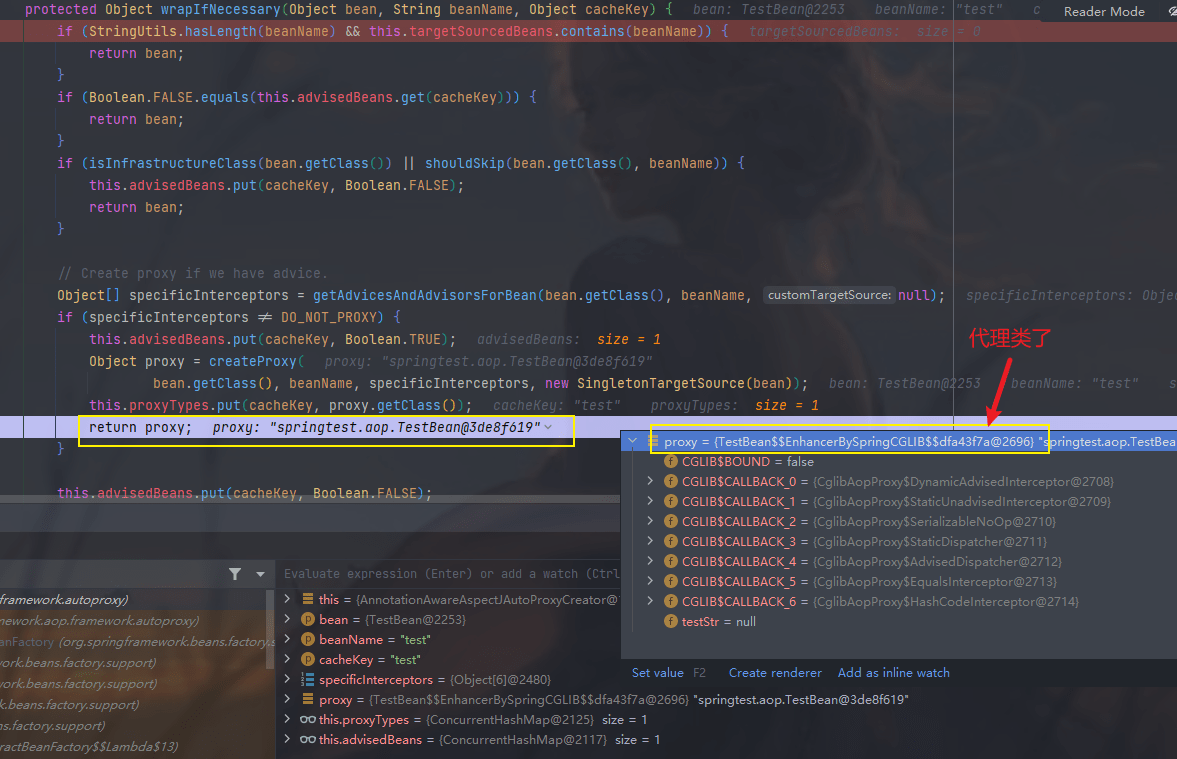 protected Object wrapIfNecessary(Object bean, String beanName, Object cacheKey) {   bean: TestBean@2253   beanName: "test"   c
Reader Mode
if (StringUtils.hasLength(beanName) && this.targetSourcedBeans.contains(beanName)) {   targetSourcedBeans:  size = 0
return bean;
}
if (Boolean.FALSE.equals(this.advisedBeans.get(cacheKey))) {
return bean;
}
if (isInfrastructureClass(bean.getClass()) || shouldSkip(bean.getClass(), beanName)) {
this.advisedBeans.put(cacheKey, Boolean.FALSE);
return bean;
}
// Create proxy if we have advice.
Object[] specificInterceptors = getAdvicesAndAdvisorsForBean(bean.getClass(), beanName, customTargetSource: null);   specificInterceptors: Objec
if (specificInterceptors ≠ DO_NOT_PROXY) {
代理类了
this.advisedBeans.put(cacheKey, Boolean.TRUE);   advisedBeans:  size = 1
Object proxy = createProxy(   proxy: "springtest.aop.TestBean@3de8f619"
bean.getClass(), beanName, specificInterceptors, new SingletonTargetSource(bean));   bean: TestBean@2253   beanName: "test"   s
this.proxyTypes.put(cacheKey, proxy.getClass());   cacheKey: "test"   proxyTypes:  size = 1
return proxy;   proxy: "springtest.aop.TestBean@3de8f619"
}
this.advisedBeans.put(cacheKey, Boolean.FALSE);
proxy = {TestBean$$EnhancerBySpringCGLIB$$dfa43f7a@2696} "springtest.aop.TestBea
f CGLIB$BOUND = false
f CGLIB$CALLBACK_0 = {CglibAopProxy$DynamicAdvisedInterceptor@2708}
f CGLIB$CALLBACK_1 = {CglibAopProxy$StaticUnadvisedInterceptor@2709}
f CGLIB$CALLBACK_2 = {CglibAopProxy$SerializableNoOp@2710}
f CGLIB$CALLBACK_3 = {CglibAopProxy$StaticDispatcher@2711}
f CGLIB$CALLBACK_4 = {CglibAopProxy$AdvisedDispatcher@2712}
f CGLIB$CALLBACK_5 = {CglibAopProxy$EqualsInterceptor@2713}
f CGLIB$CALLBACK_6 = {CglibAopProxy$HashCodeInterceptor@2714}
f testStr = null
Set value F2   Create renderer   Add as inline watch
Evaluate expression (Enter) or add a watch (Ctrl
framework.autoproxy)
ework.aop.framework.autoproxy)
anFactory (org.springframework.beans.factory.s
work.beans.factory.support)
work.beans.factory.support)
k.beans.factory.support)
ns.factory.support)
ractBeanFactory$$Lambda$13)
this = {AnnotationAwareAspectJAutoProxyCreator@
p bean = {TestBean@2253}
p beanName = "test"
p cacheKey = "test"
specificInterceptors = {Object[6]@2480}
proxy = {TestBean$$EnhancerBySpringCGLIB$$dfa43f7a@2696} "springtest.aop.TestBean@3de8f619"
this.proxyTypes = {ConcurrentHashMap@2125}  size = 1
this.advisedBeans = {ConcurrentHashMap@2117}  size = 1